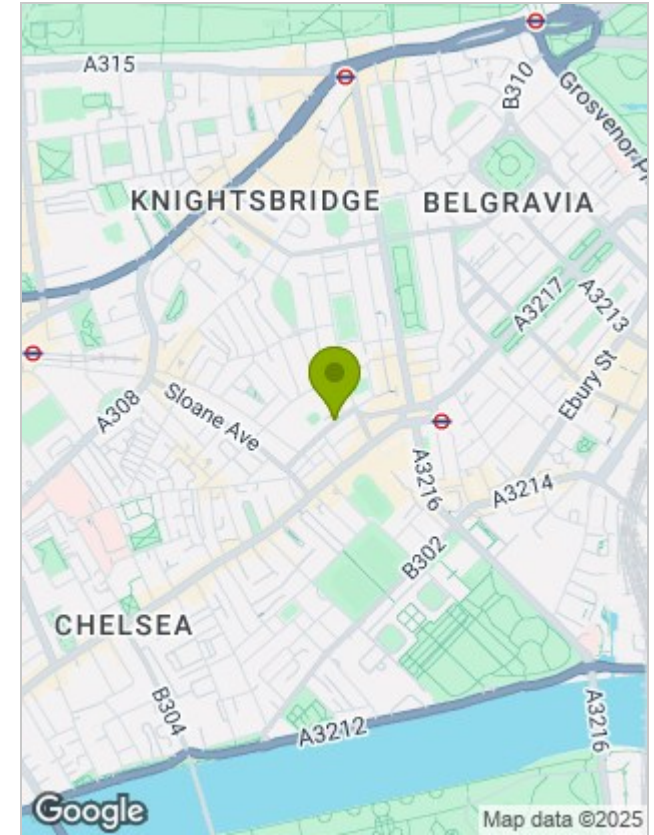 A315
B310
Grosvenor Pl
KNIGHTSBRIDGE
BELGRAVIA
A3217
A3213
Ebury St
A308
Sloane Ave
A3216
A3214
B302
CHELSEA
B304
A3212
A3216
Google
Map data ©2025